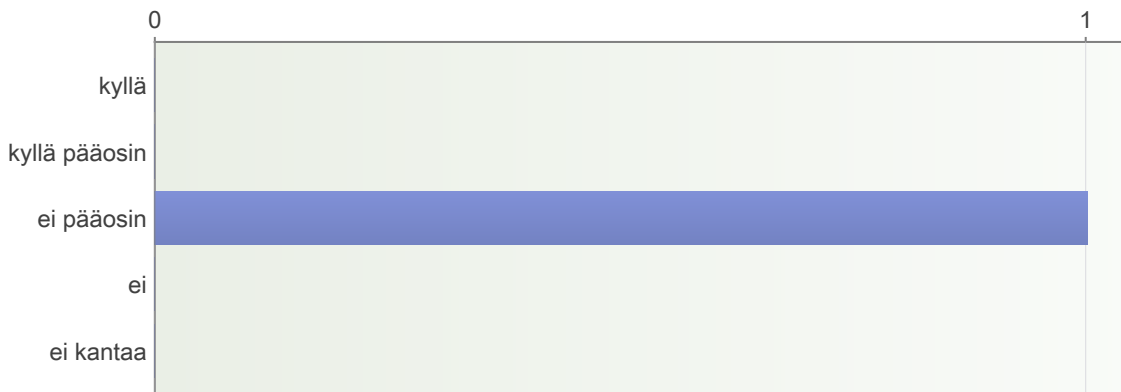 0 1
kyllä
kyllä pääosin
ei pääosin
ei
ei kantaa